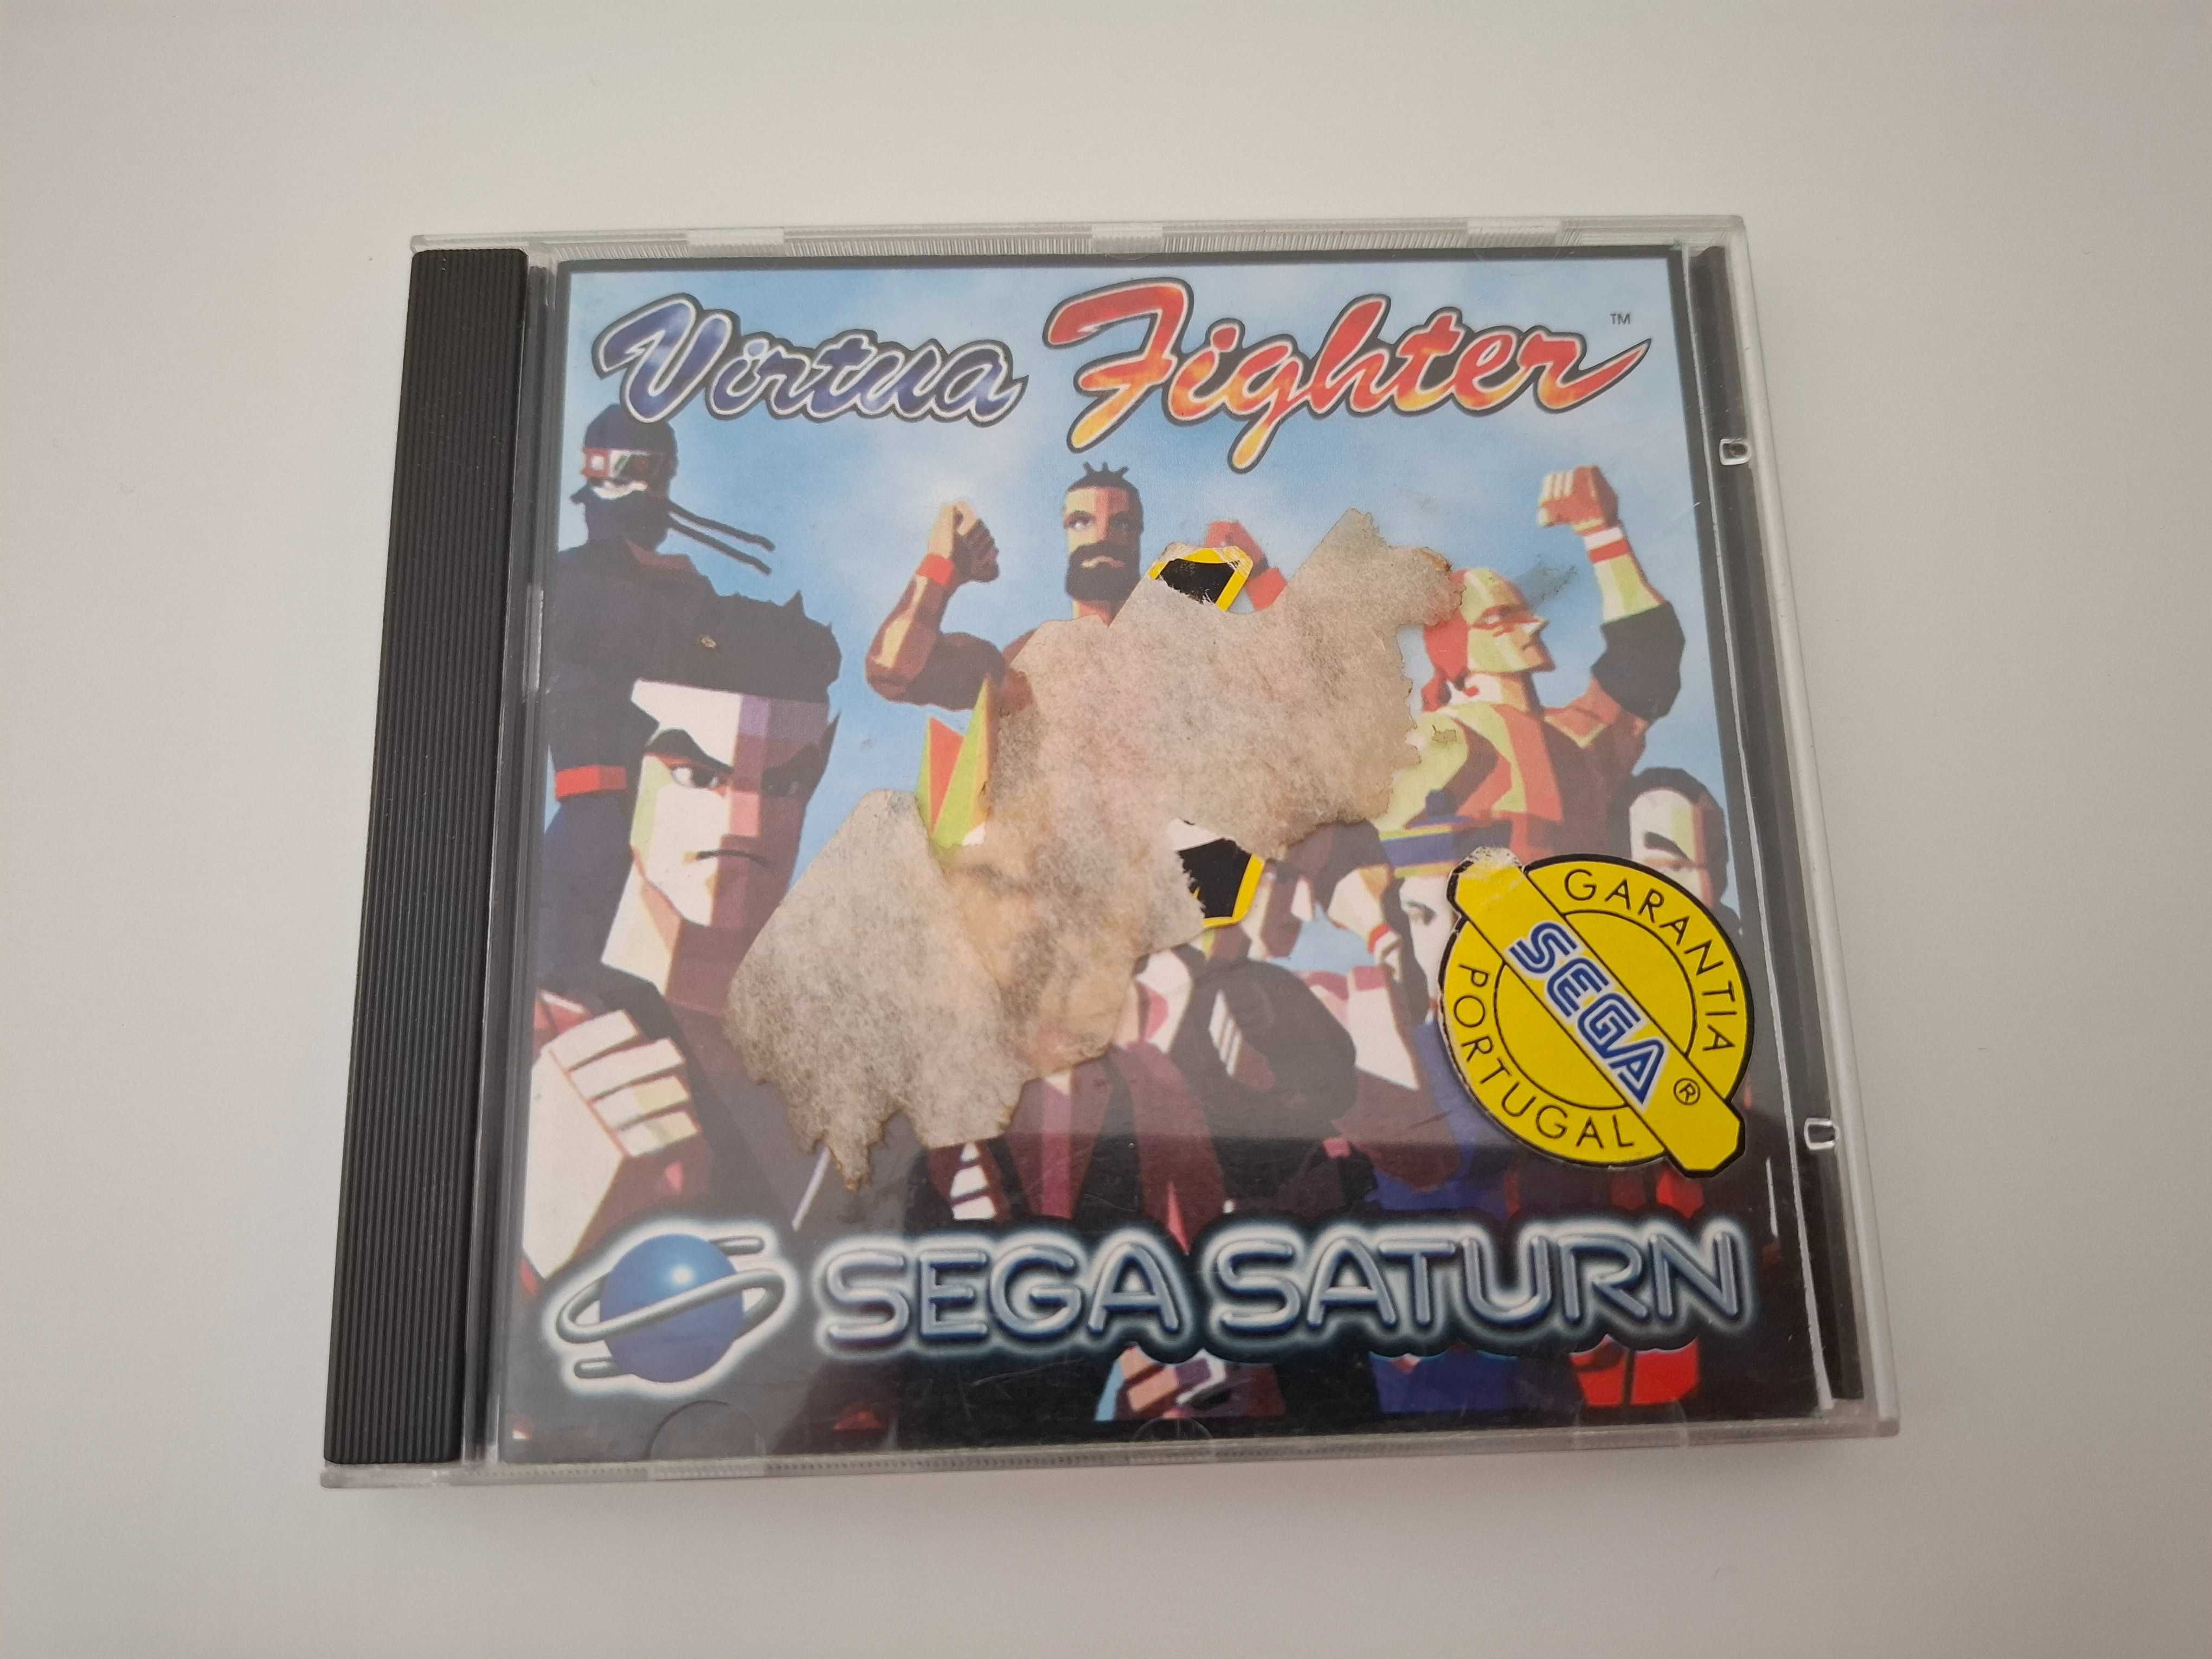 Virtua Fighter™
GARANTIA
SEGA®
PORTUGAL
SEGA SATURN